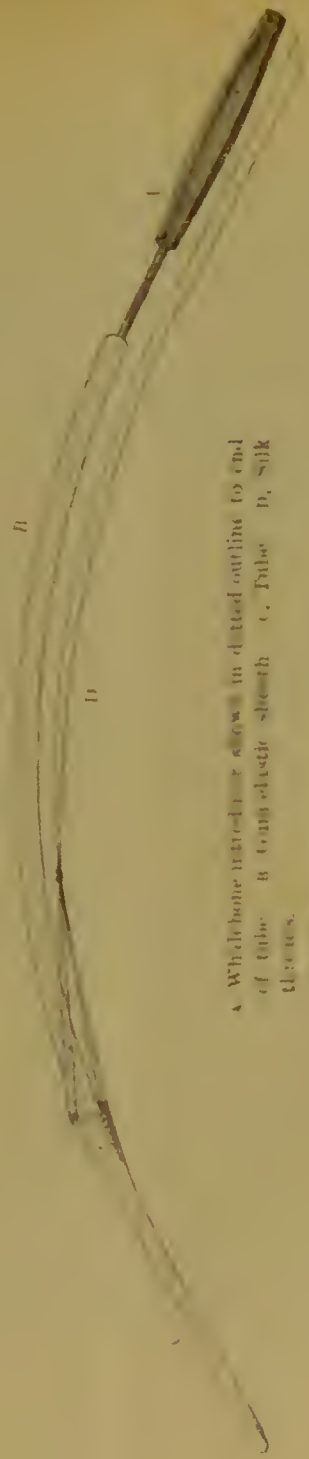 A Whalebone introducer shown in dotted outline to end
of tube. B Gum elastic sheath. C. Tube. D, Silk
threads.
B
D